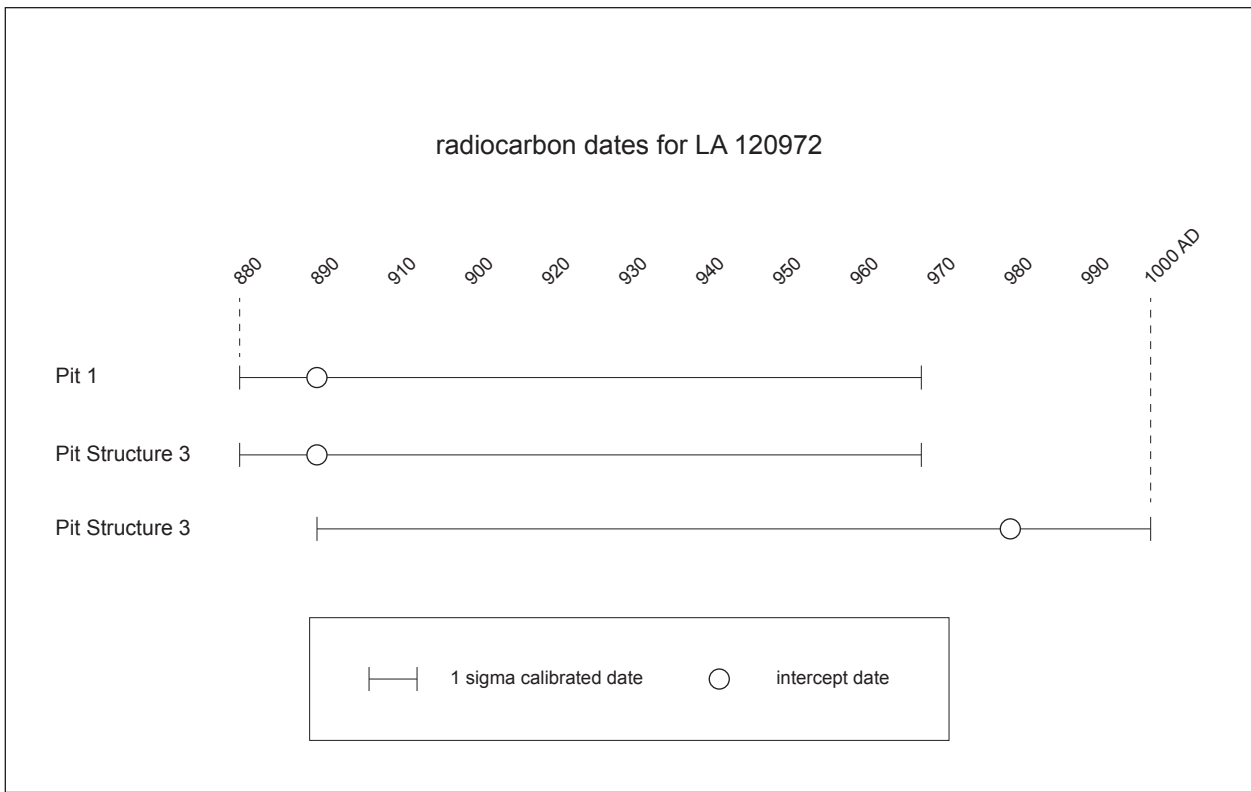 radiocarbon dates for LA 120972
880 890 910 900 920 930 940 950 960 970 980 990 1000 AD
Pit 1
Pit Structure 3
Pit Structure 3
1 sigma calibrated date intercept date